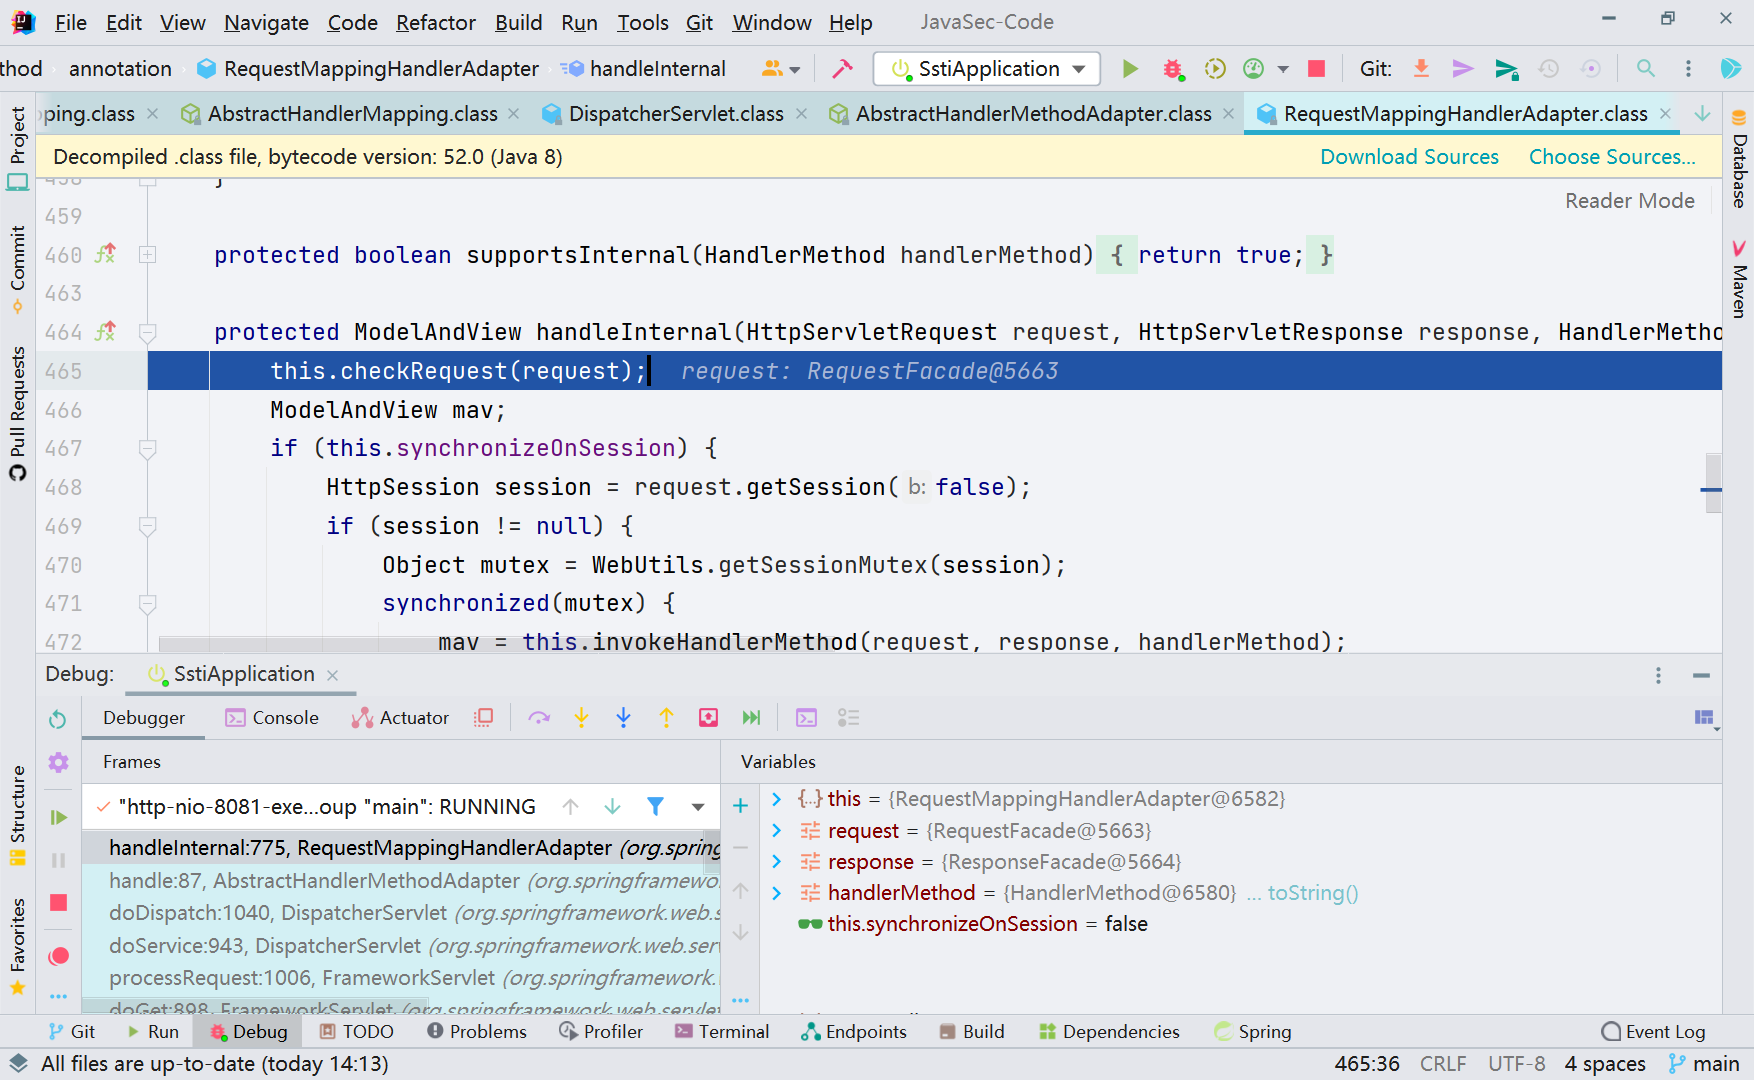 File Edit View Navigate Code Refactor Build Run Tools Git Window Help JavaSec-Code
thod annotation RequestMappingHandlerAdapter handleInternal SstiApplication Git:
ping.class AbstractHandlerMapping.class DispatcherServlet.class AbstractHandlerMethodAdapter.class RequestMappingHandlerAdapter.class
Decompiled .class file, bytecode version: 52.0 (Java 8) Download Sources Choose Sources...
Reader Mode
458 }
459
460 protected boolean supportsInternal(HandlerMethod handlerMethod) { return true; }
463
464 protected ModelAndView handleInternal(HttpServletRequest request, HttpServletResponse response, HandlerMetho
465 this.checkRequest(request); request: RequestFacade@5663
466 ModelAndView mav;
467 if (this.synchronizeOnSession) {
468 HttpSession session = request.getSession( b: false);
469 if (session != null) {
470 Object mutex = WebUtils.getSessionMutex(session);
471 synchronized(mutex) {
472 mav = this.invokeHandlerMethod(request, response, handlerMethod);
Project
Commit
Pull Requests
Structure
Favorites
Database
Maven
Debug: SstiApplication
Debugger Console Actuator
Frames
"http-nio-8081-exe...oup "main": RUNNING
handleInternal:775, RequestMappingHandlerAdapter (org.spring
handle:87, AbstractHandlerMethodAdapter (org.springframewo
doDispatch:1040, DispatcherServlet (org.springframework.web.s
doService:943, DispatcherServlet (org.springframework.web.ser
processRequest:1006, FrameworkServlet (org.springframework.
doGet:898, FrameworkServlet (org.springframework.web.servlet
Variables
this = {RequestMappingHandlerAdapter@6582}
request = {RequestFacade@5663}
response = {ResponseFacade@5664}
handlerMethod = {HandlerMethod@6580} ... toString()
this.synchronizeOnSession = false
Git Run Debug TODO Problems Profiler Terminal Endpoints Build Dependencies Spring Event Log
All files are up-to-date (today 14:13) 465:36 CRLF UTF-8 4 spaces main